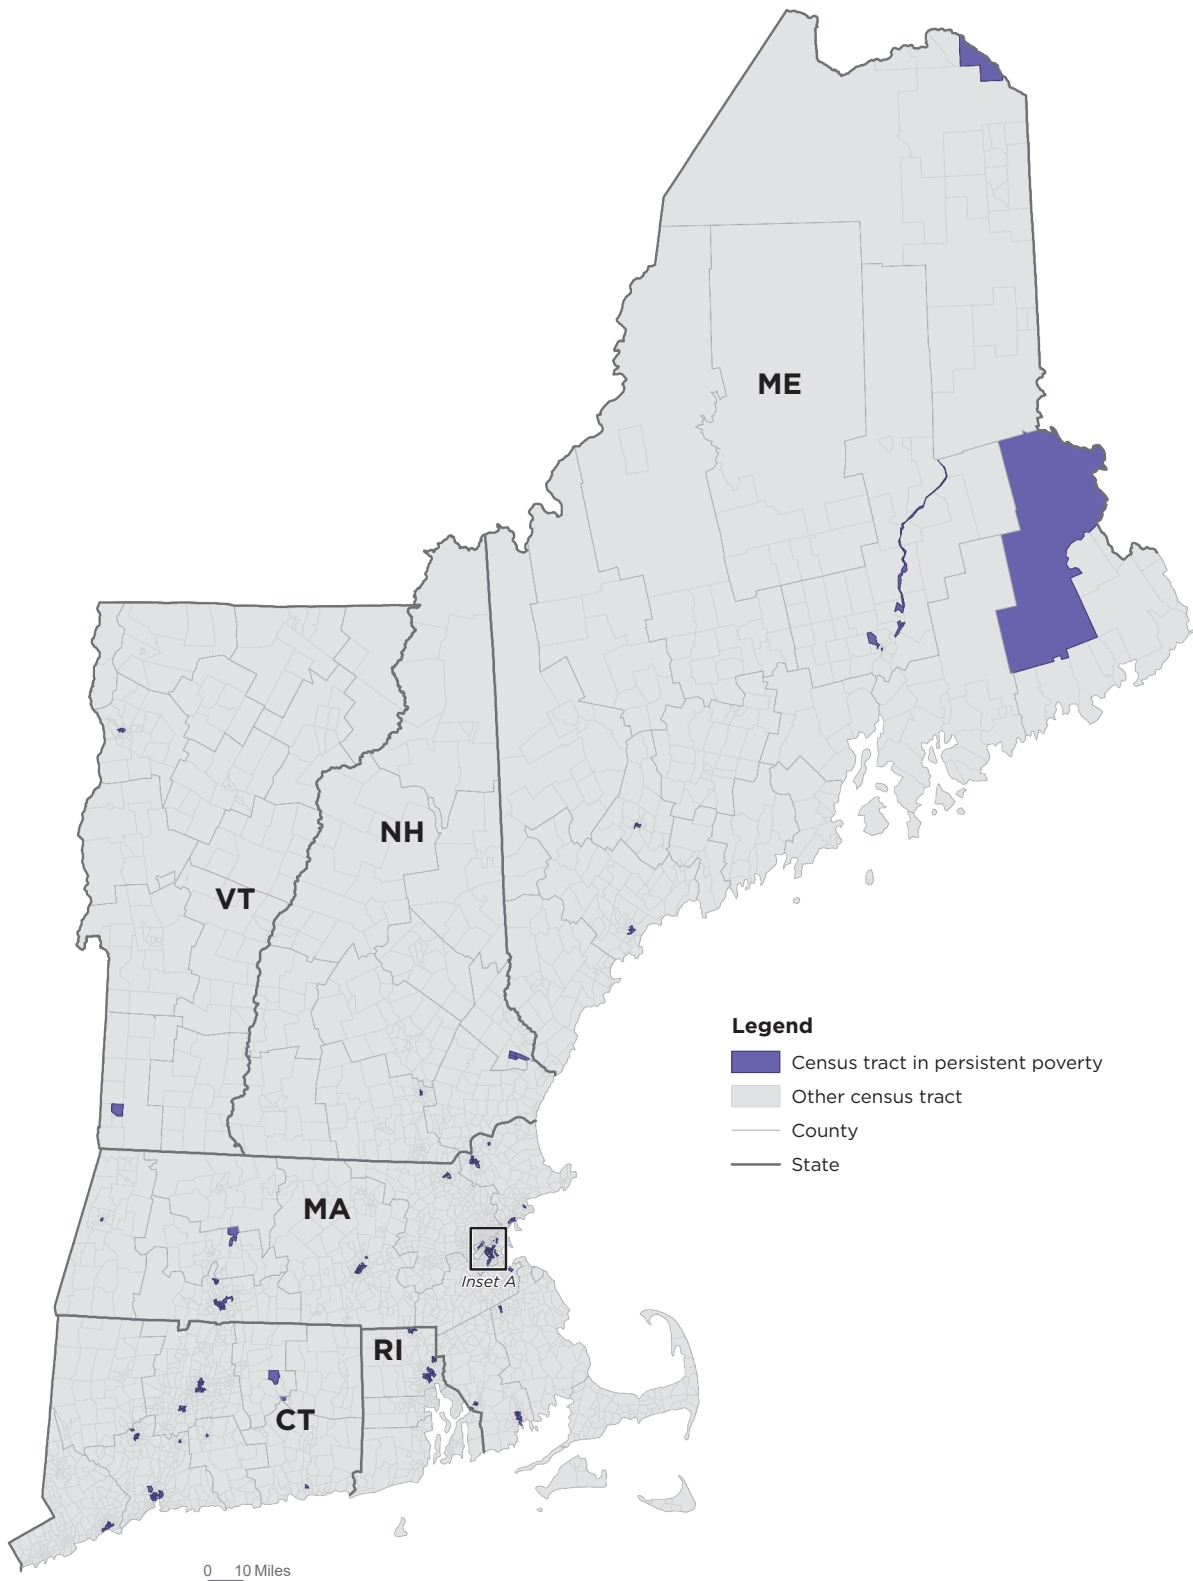 ME
NH
VT
Legend
Census tract in persistent poverty
Other census tract
County
State
MA
Inset A
RI
CT
0 10 Miles